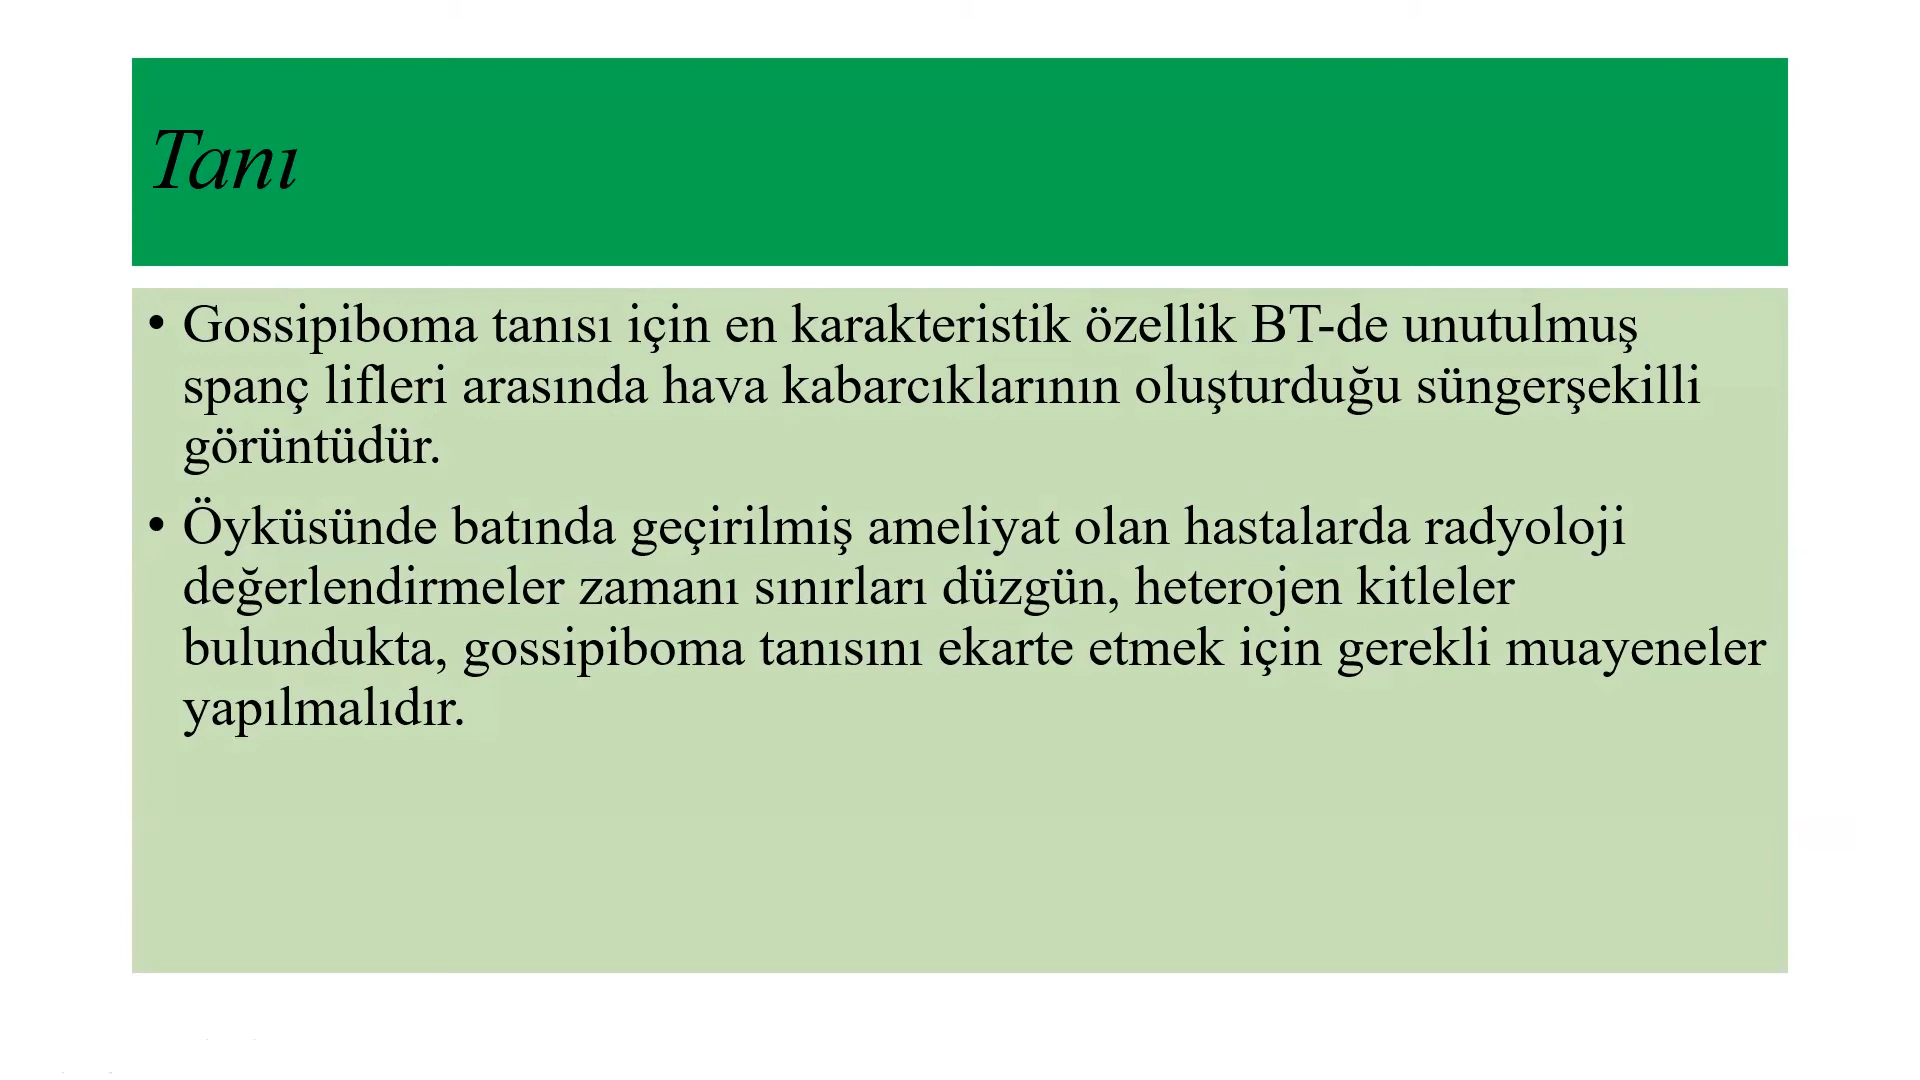 Tanı
• Gossipiboma tanısı için en karakteristik özellik BT-de unutulmuş
spanç lifleri arasında hava kabarcıklarının oluşturduğu süngerşekilli
görüntüdür.
• Öyküsünde batında geçirilmiş ameliyat olan hastalarda radyoloji
değerlendirmeler zamanı sınırları düzgün, heterojen kitleler
bulundukta, gossipiboma tanısını ekarte etmek için gerekli muayeneler
yapılmalıdır.